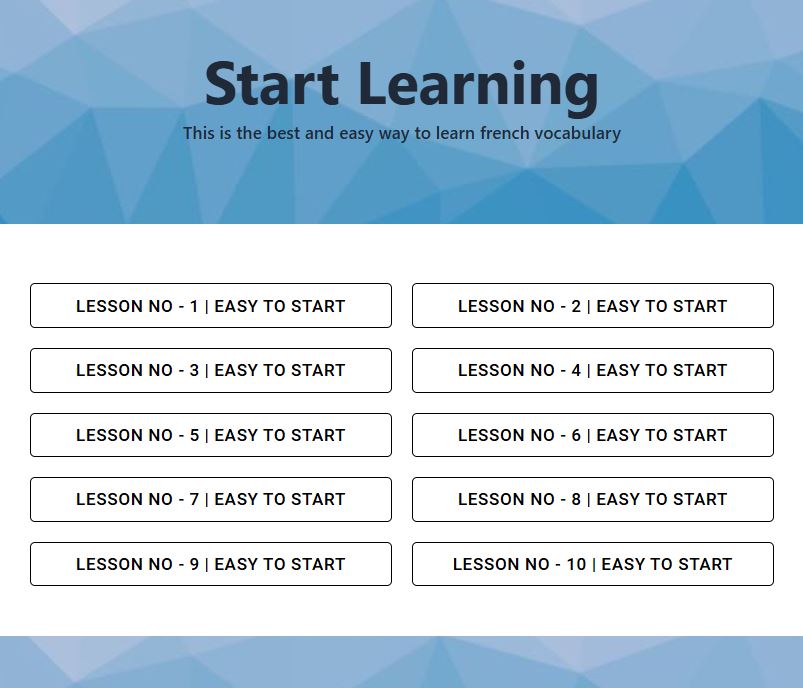 Start Learning
This is the best and easy way to learn french vocabulary
LESSON NO - 1 | EASY TO START
LESSON NO - 2 | EASY TO START
LESSON NO - 3 | EASY TO START
LESSON NO - 4 | EASY TO START
LESSON NO - 5 | EASY TO START
LESSON NO - 6 | EASY TO START
LESSON NO - 7 | EASY TO START
LESSON NO - 8 | EASY TO START
LESSON NO - 9 | EASY TO START
LESSON NO - 10 | EASY TO START